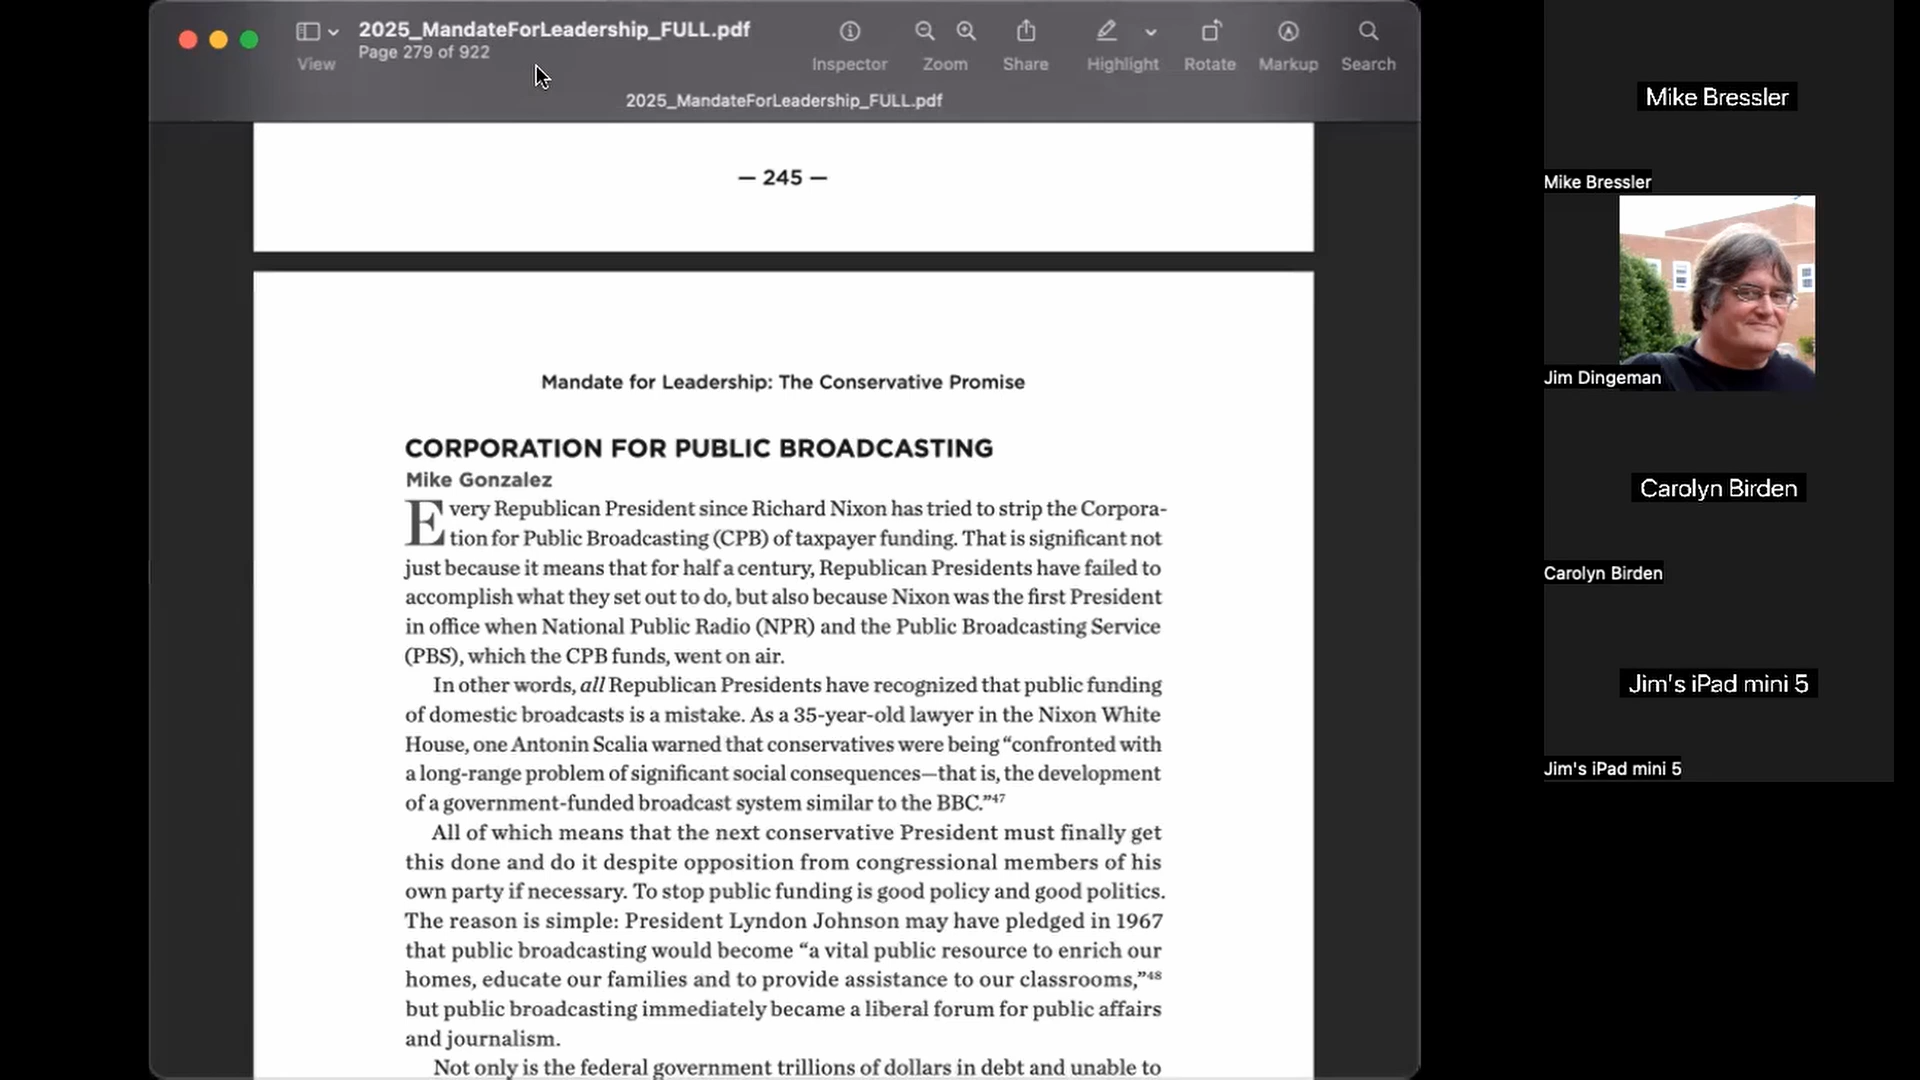 2025_MandateForLeadership_FULL.pdf
Page 279 of 922
View
Inspector
Zoom
Share
Highlight
Rotate
Markup
Search
2025_MandateForLeadership_FULL.pdf
— 245 —
Mandate for Leadership: The Conservative Promise
CORPORATION FOR PUBLIC BROADCASTING
Mike Gonzalez
Every Republican President since Richard Nixon has tried to strip the Corpora-
tion for Public Broadcasting (CPB) of taxpayer funding. That is significant not
just because it means that for half a century, Republican Presidents have failed to
accomplish what they set out to do, but also because Nixon was the first President
in office when National Public Radio (NPR) and the Public Broadcasting Service
(PBS), which the CPB funds, went on air.
In other words, all Republican Presidents have recognized that public funding
of domestic broadcasts is a mistake. As a 35-year-old lawyer in the Nixon White
House, one Antonin Scalia warned that conservatives were being “confronted with
a long-range problem of significant social consequences—that is, the development
of a government-funded broadcast system similar to the BBC.”47
All of which means that the next conservative President must finally get
this done and do it despite opposition from congressional members of his
own party if necessary. To stop public funding is good policy and good politics.
The reason is simple: President Lyndon Johnson may have pledged in 1967
that public broadcasting would become “a vital public resource to enrich our
homes, educate our families and to provide assistance to our classrooms,”48
but public broadcasting immediately became a liberal forum for public affairs
and journalism.
Not only is the federal government trillions of dollars in debt and unable to
Mike Bressler
Mike Bressler
Jim Dingeman
Carolyn Birden
Carolyn Birden
Jim's iPad mini 5
Jim's iPad mini 5